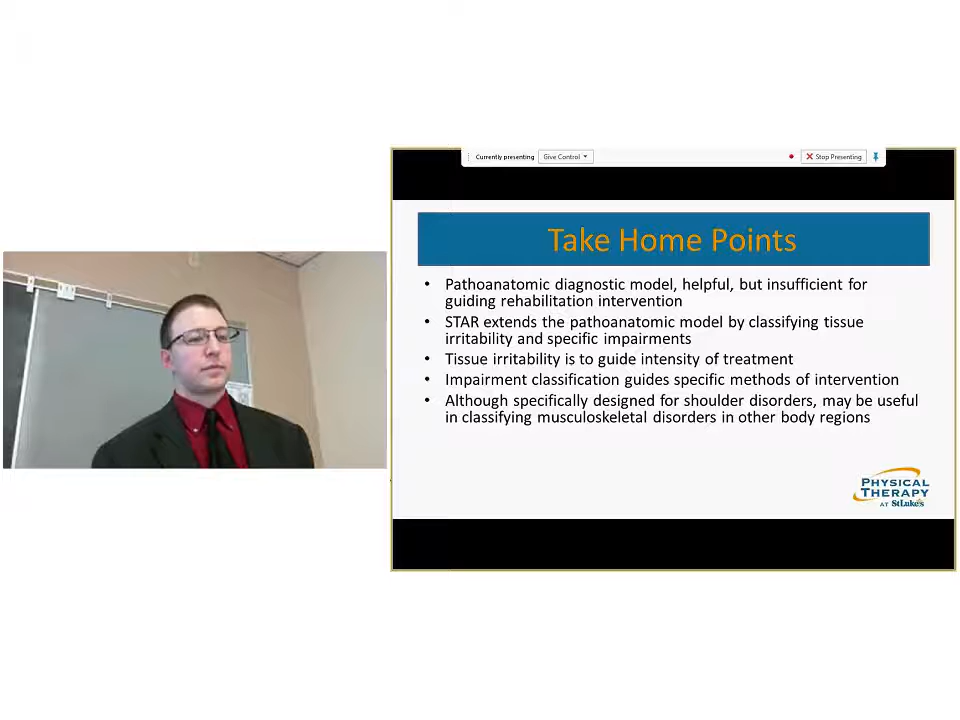 Currently presenting Give Control Stop Presenting
Take Home Points
• Pathoanatomic diagnostic model, helpful, but insufficient for
guiding rehabilitation intervention
• STAR extends the pathoanatomic model by classifying tissue
irritability and specific impairments
• Tissue irritability is to guide intensity of treatment
• Impairment classification guides specific methods of intervention
• Although specifically designed for shoulder disorders, may be useful
in classifying musculoskeletal disorders in other body regions
PHYSICAL
THERAPY
AT StLuke's